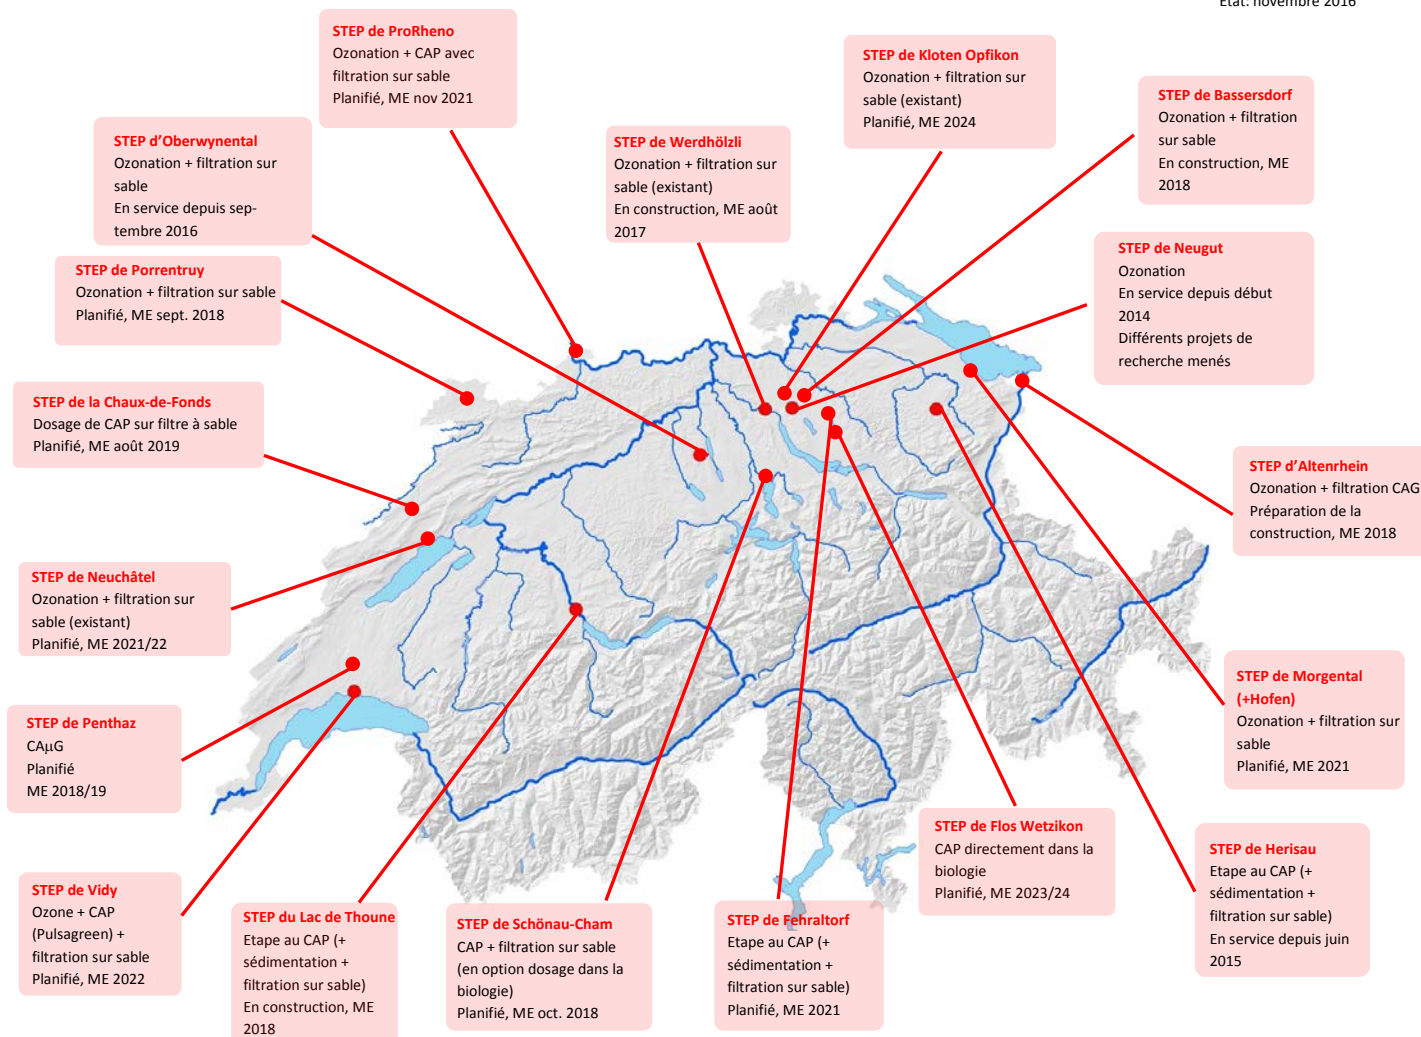 Etat: novembre 2016
STEP de ProRheno
Ozonation + CAP avec
filtration sur sable
Planifié, ME nov 2021
STEP de Kloten Opfikon
Ozonation + filtration sur
sable (existant)
Planifié, ME 2024
STEP de Bassersdorf
Ozonation + filtration
sur sable
En construction, ME
2018
STEP d’Oberwynental
Ozonation + filtration sur
sable
En service depuis sep-
tembre 2016
STEP de Werdhölzli
Ozonation + filtration sur
sable (existant)
En construction, ME août
2017
STEP de Neugut
Ozonation
En service depuis début
2014
Différents projets de
recherche menés
STEP de Porrentruy
Ozonation + filtration sur sable
Planifié, ME sept. 2018
STEP de la Chaux-de-Fonds
Dosage de CAP sur filtre à sable
Planifié, ME août 2019
STEP d’Altenrhein
Ozonation + filtration CAG
Préparation de la
construction, ME 2018
STEP de Neuchâtel
Ozonation + filtration sur
sable (existant)
Planifié, ME 2021/22
STEP de Morgental
(+Hofen)
Ozonation + filtration sur
sable
Planifié, ME 2021
STEP de Penthaz
CAµG
Planifié
ME 2018/19
STEP de Flos Wetzikon
CAP directement dans la
biologie
Planifié, ME 2023/24
STEP de Herisau
Etape au CAP (+
sédimentation +
filtration sur sable)
En service depuis juin
2015
STEP de Vidy
Ozone + CAP
(Pulsagreen) +
filtration sur sable
Planifié, ME 2022
STEP du Lac de Thoune
Etape au CAP (+
sédimentation +
filtration sur sable)
En construction, ME
2018
STEP de Schönau-Cham
CAP + filtration sur sable
(en option dosage dans la
biologie)
Planifié, ME oct. 2018
STEP de Fehraltorf
Etape au CAP (+
sédimentation +
filtration sur sable)
Planifié, ME 2021